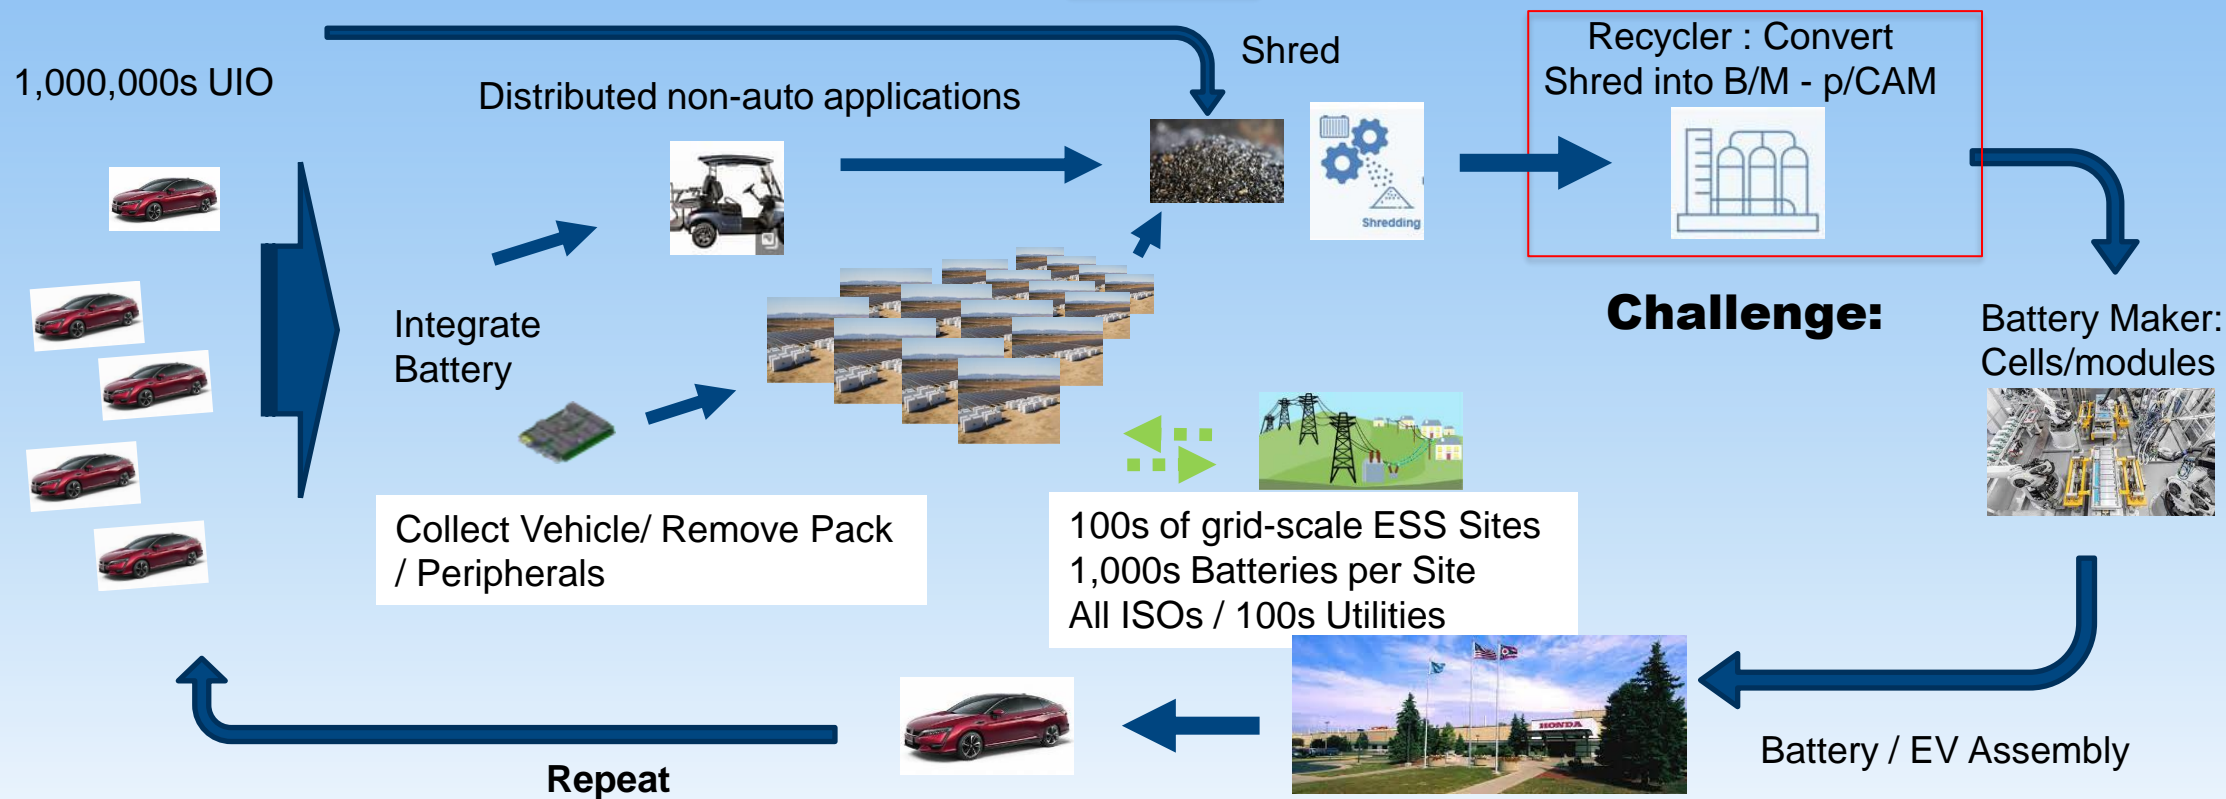 1,000,000s UIO
Distributed non-auto applications
Shred
Recycler : Convert
Shred into B/M - p/CAM
Shredding
Integrate
Battery
Challenge:
Battery Maker:
Cells/modules
Collect Vehicle/ Remove Pack
/ Peripherals
100s of grid-scale ESS Sites
1,000s Batteries per Site
All ISOs / 100s Utilities
HONDA
Battery / EV Assembly
Repeat